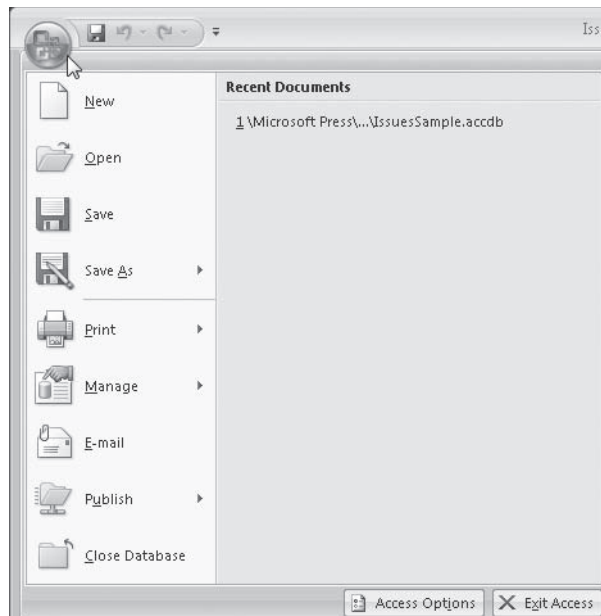 Iss
New
Open
Save
Save As
Print
Manage
E-mail
Publish
Close Database
Recent Documents
1 \Microsoft Press\...\IssuesSample.accdb
Access Options
Exit Access